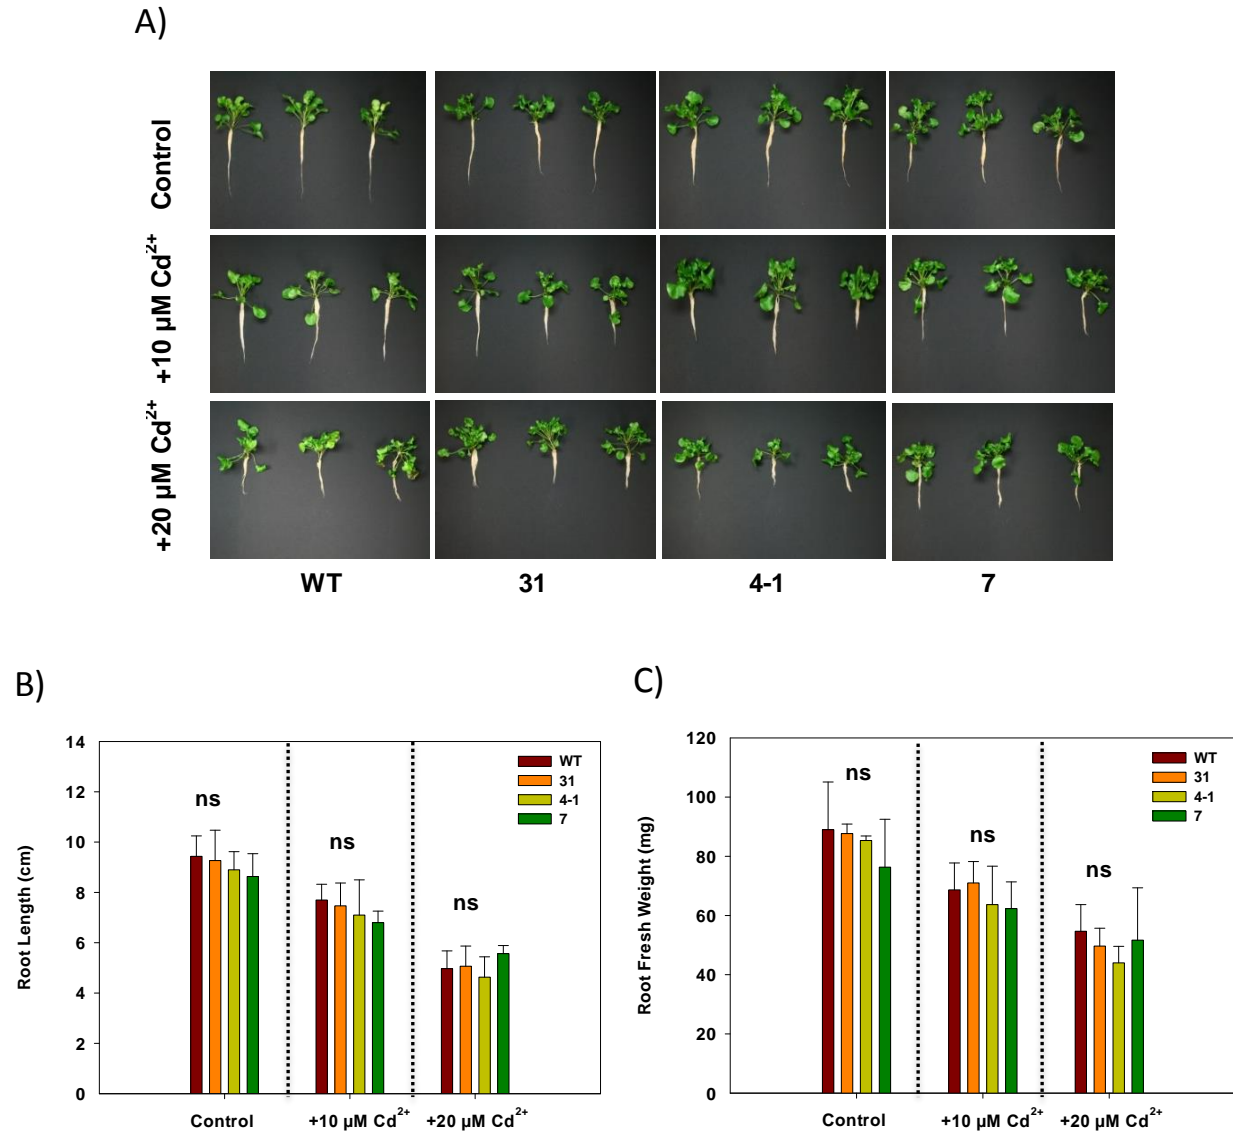 A)
Control
+10 µM Cd²⁺
+20 µM Cd²⁺
WT 31 4-1 7
B)
14
12
10
8
6
4
2
0
Root Length (cm)
ns
ns
ns
WT
31
4-1
7
Control +10 µM Cd²⁺ +20 µM Cd²⁺
C)
120
100
80
60
40
20
0
Root Fresh Weight (mg)
ns
ns
ns
WT
31
4-1
7
Control +10 µM Cd²⁺ +20 µM Cd²⁺